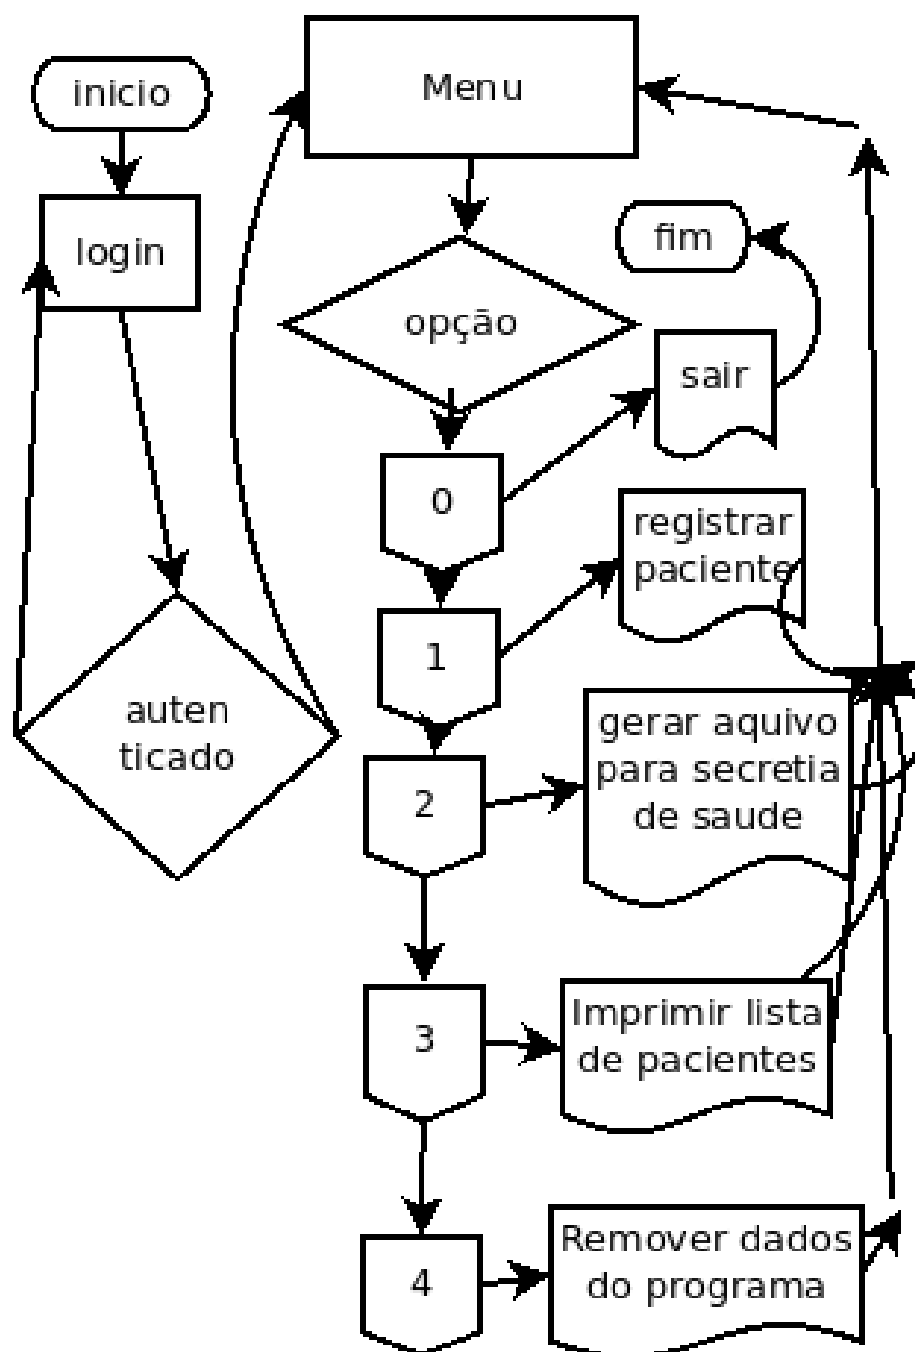 inicio
login
auten
ticado
Menu
opção
fim
sair
0
registrar
paciente
1
gerar aquivo
para secretia
de saude
2
Imprimir lista
de pacientes
3
Remover dados
do programa
4